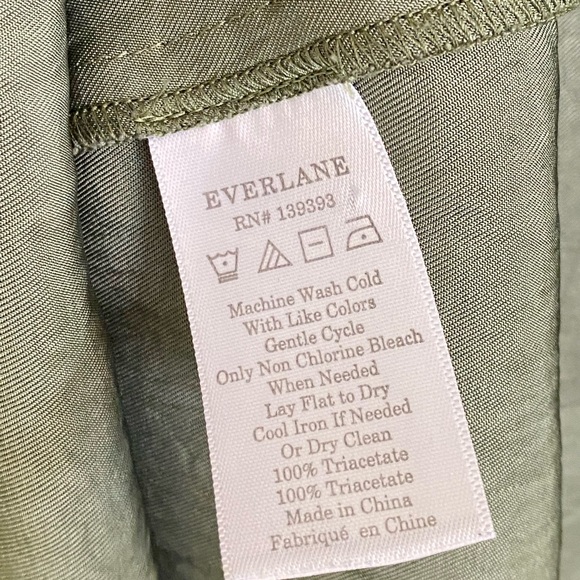 EVERLANE
RN# 139393
Machine Wash Cold
With Like Colors
Gentle Cycle
Only Non Chlorine Bleach
When Needed
Lay Flat to Dry
Cool Iron If Needed
Or Dry Clean
100% Triacetate
100% Triacetate
Made in China
Fabriqué en Chine